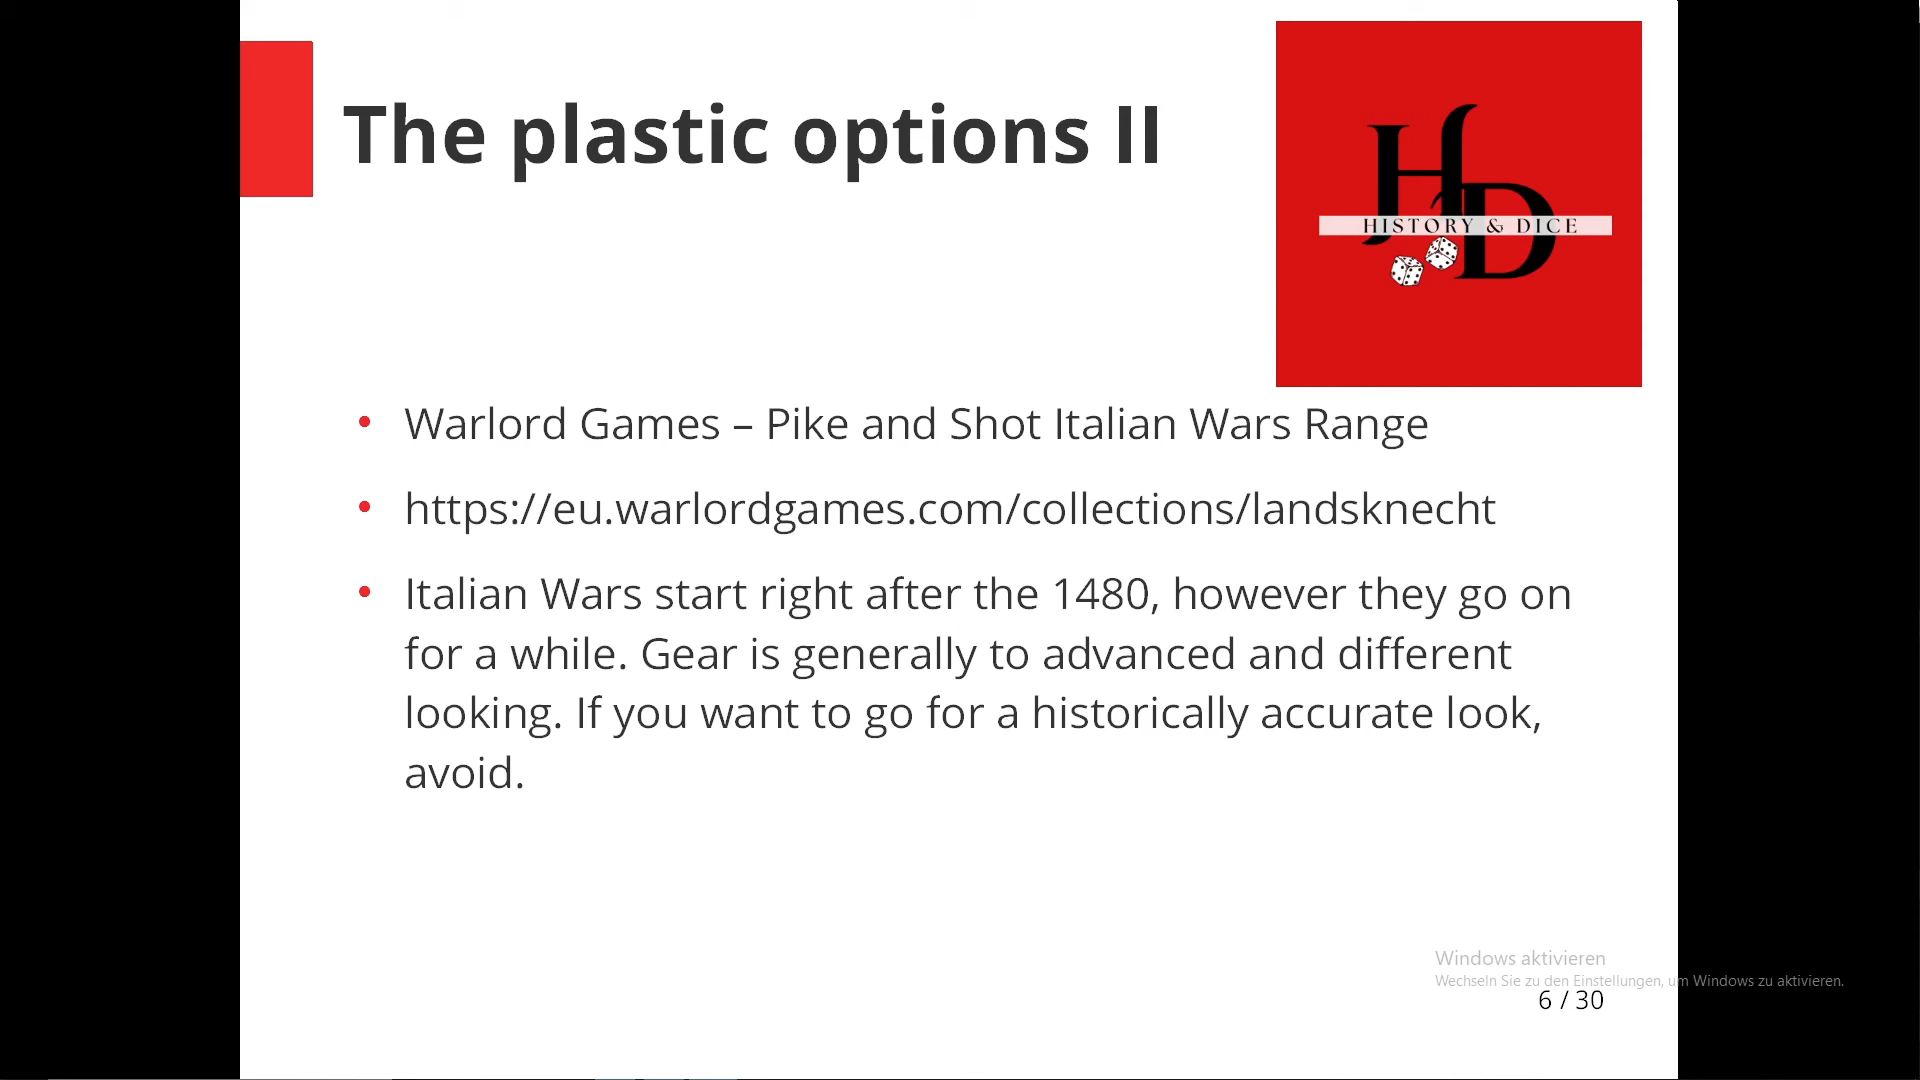 The plastic options II
HISTORY & DICE
Warlord Games – Pike and Shot Italian Wars Range
https://eu.warlordgames.com/collections/landsknecht
Italian Wars start right after the 1480, however they go on
for a while. Gear is generally to advanced and different
looking. If you want to go for a historically accurate look,
avoid.
Windows aktivieren
Wechseln Sie zu den Einstellungen, um Windows zu aktivieren.
6 / 30